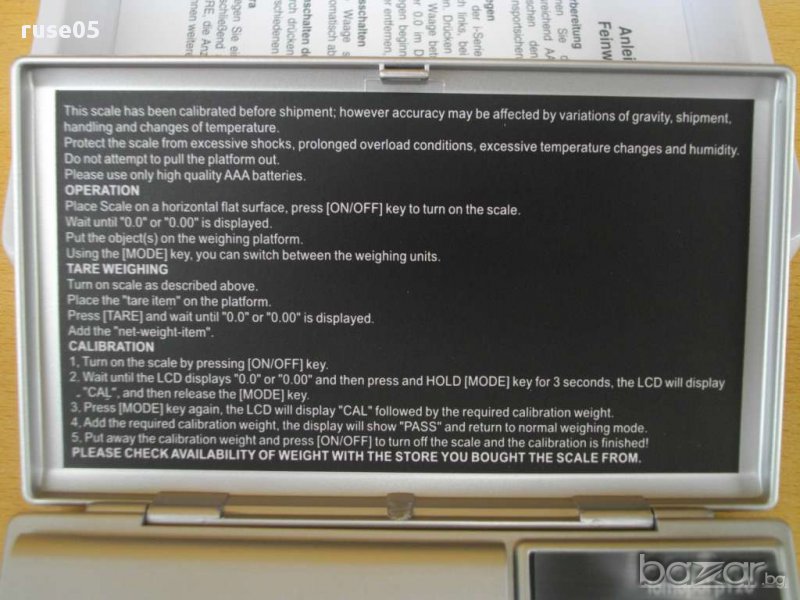 ruse05
This scale has been calibrated before shipment; however accuracy may be affected by variations of gravity, shipment,
handling and changes of temperature.
Protect the scale from excessive shocks, prolonged overload conditions, excessive temperature changes and humidity.
Do not attempt to pull the platform out.
Please use only high quality AAA batteries.
OPERATION
Place Scale on a horizontal flat surface, press [ON/OFF] key to turn on the scale.
Wait until "0.0" or "0.00" is displayed.
Put the object(s) on the weighing platform.
Using the [MODE] key, you can switch between the weighing units.
TARE WEIGHING
Turn on scale as described above.
Place the "tare item" on the platform.
Press [TARE] and wait until "0.0" or "0.00" is displayed.
Add the "net-weight-item".
CALIBRATION
1. Turn on the scale by pressing [ON/OFF] key.
2. Wait until the LCD displays "0.0" or "0.00" and then press and HOLD [MODE] key for 3 seconds, the LCD will display
"CAL", and then release the [MODE] key.
3. Press [MODE] key again, the LCD will display "CAL" followed by the required calibration weight.
4. Add the required calibration weight, the display will show "PASS" and return to normal weighing mode.
5. Put away the calibration weight and press [ON/OFF] to turn off the scale and the calibration is finished!
PLEASE CHECK AVAILABILITY OF WEIGHT WITH THE STORE YOU BOUGHT THE SCALE FROM.
bazar.bg